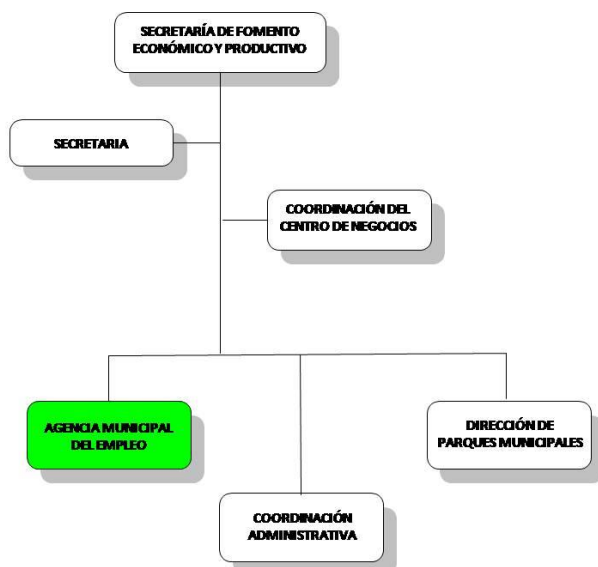 SECRETARÍA DE FOMENTO
ECONÓMICO Y PRODUCTIVO
SECRETARIA
COORDINACIÓN DEL
CENTRO DE NEGOCIOS
AGENCIA MUNICIPAL
DEL EMPLEO
DIRECCIÓN DE
PARQUES MUNICIPALES
COORDINACIÓN
ADMINISTRATIVA